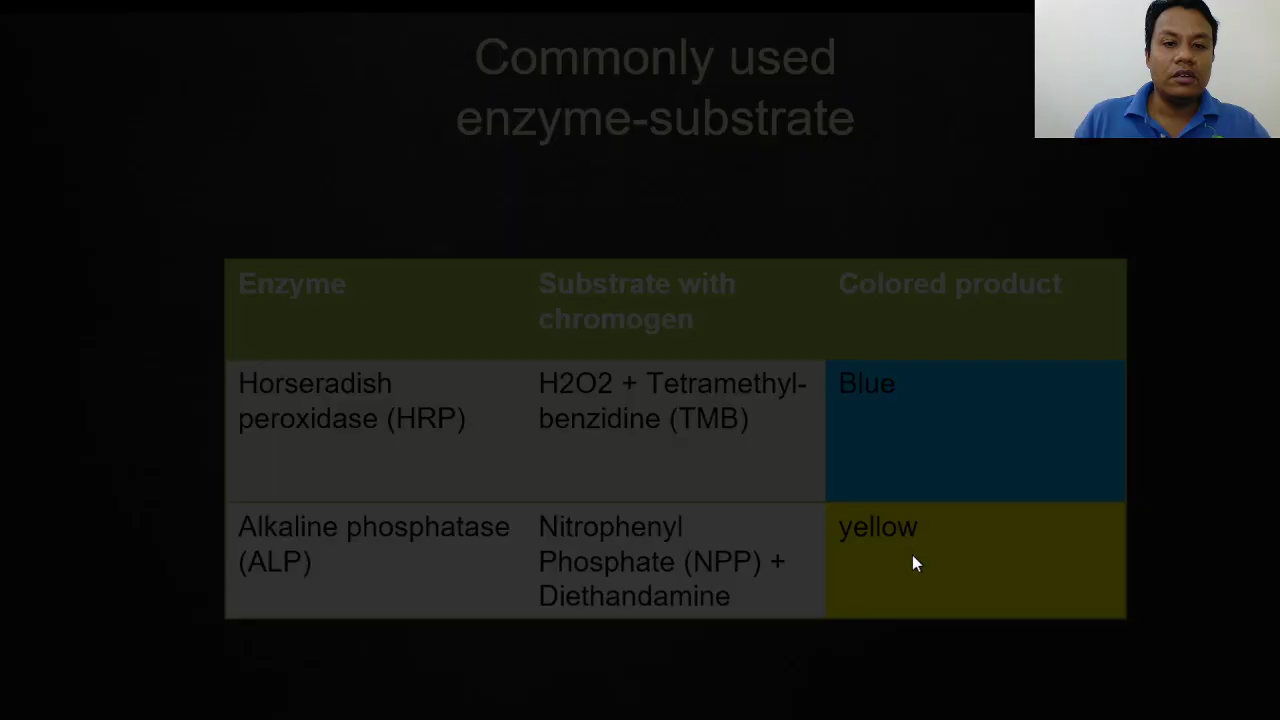 Commonly used
enzyme-substrate
Enzyme
Substrate with
chromogen
Colored product
Horseradish
peroxidase (HRP)
H2O2 + Tetramethyl-
benzidine (TMB)
Blue
Alkaline phosphatase
(ALP)
Nitrophenyl
Phosphate (NPP) +
Diethandamine
yellow